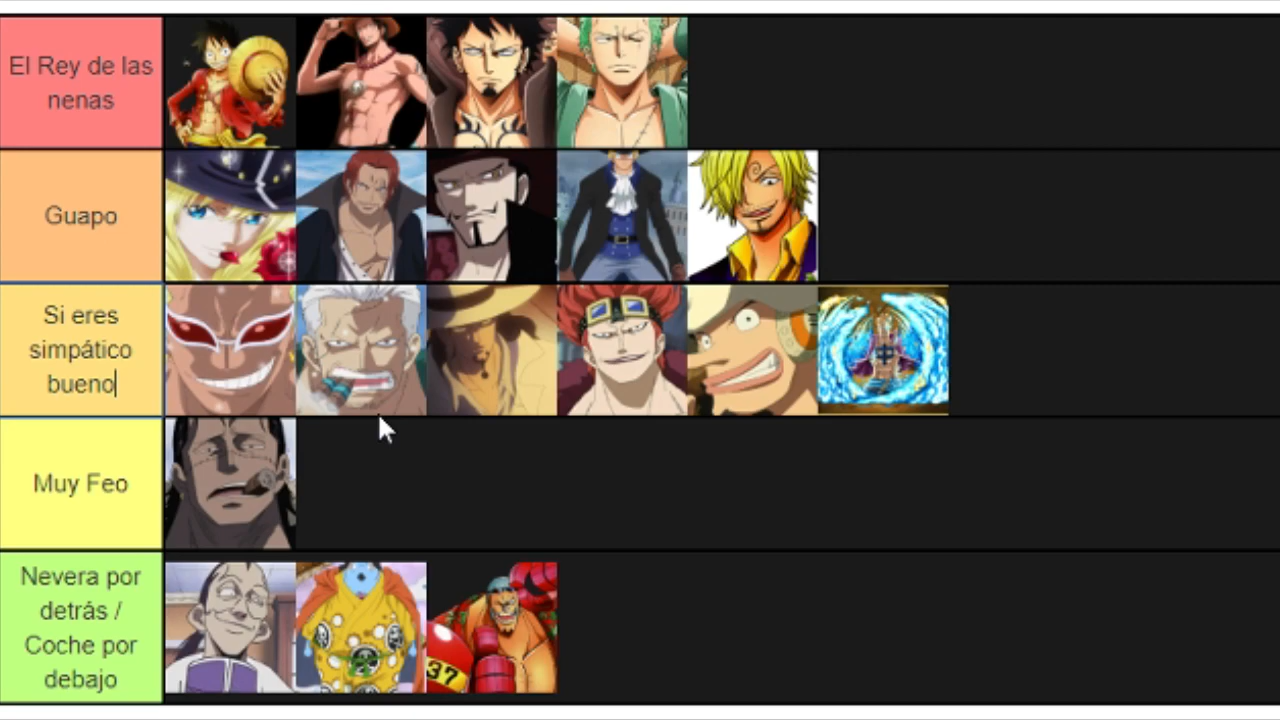 El Rey de las
nenas
Guapo
Si eres
simpático
bueno
Muy Feo
Nevera por
detrás /
Coche por
debajo
37